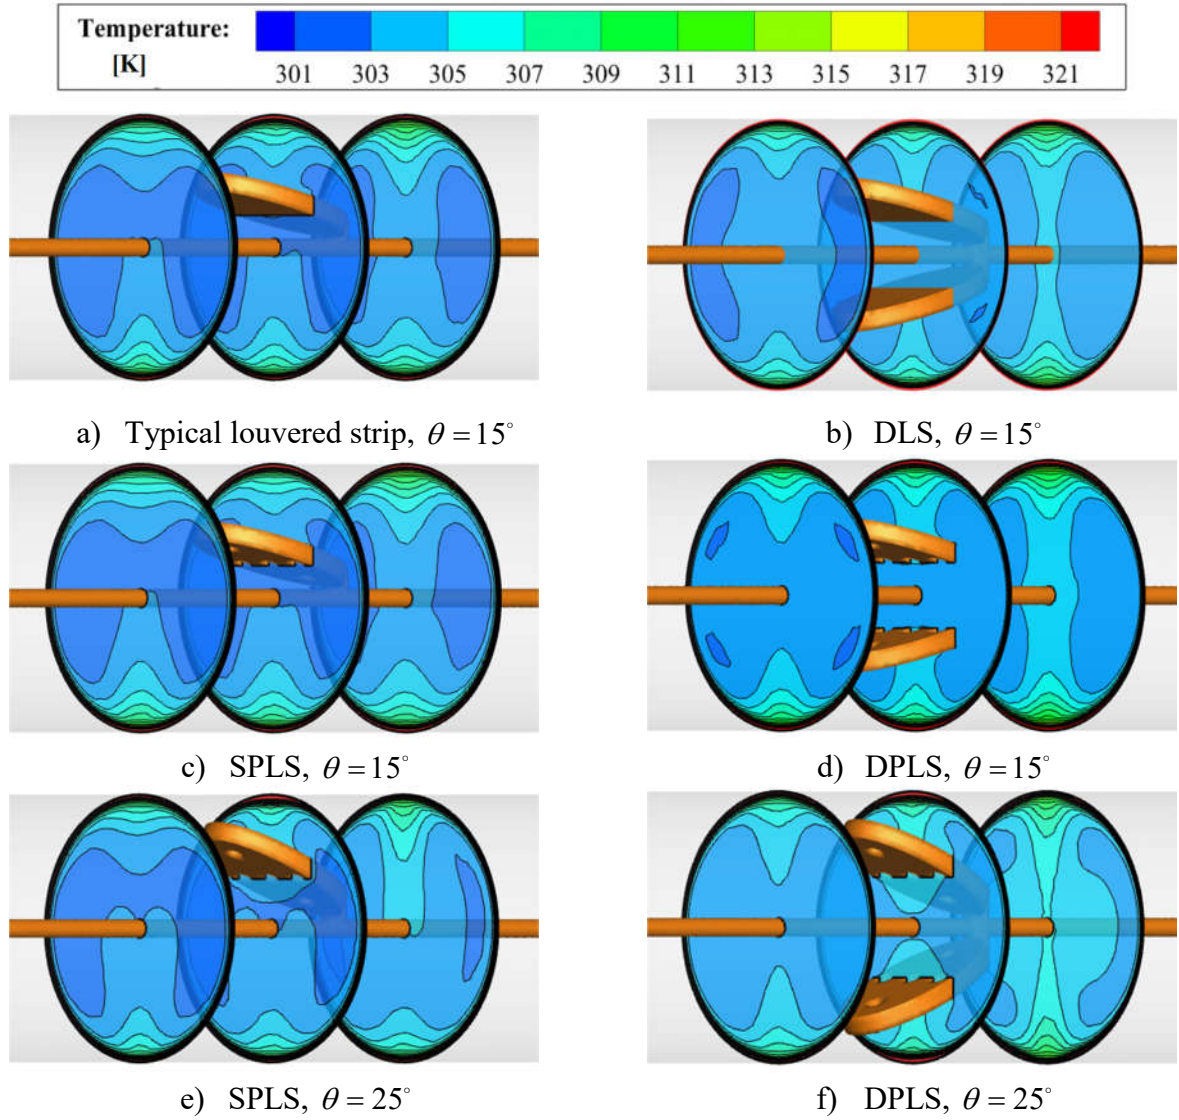 Temperature:
[K]
301 303 305 307 309 311 313 315 317 319 321
a) Typical louvered strip, θ = 15°
b) DLS, θ = 15°
c) SPLS, θ = 15°
d) DPLS, θ = 15°
e) SPLS, θ = 25°
f) DPLS, θ = 25°